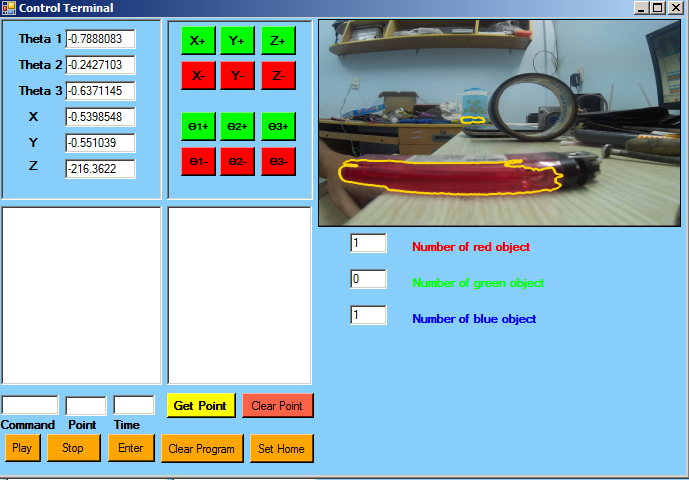 Control Terminal
Theta 1 -0.7888083
Theta 2 -0.2427103
Theta 3 -0.6371145
X -0.5398548
Y -0.551039
Z -216.3622
X+ Y+ Z+
X- Y- Z-
Θ1+ Θ2+ Θ3+
Θ1- Θ2- Θ3-
1 Number of red object
0 Number of green object
1 Number of blue object
Get Point Clear Point
Command Point Time
Play Stop Enter Clear Program Set Home